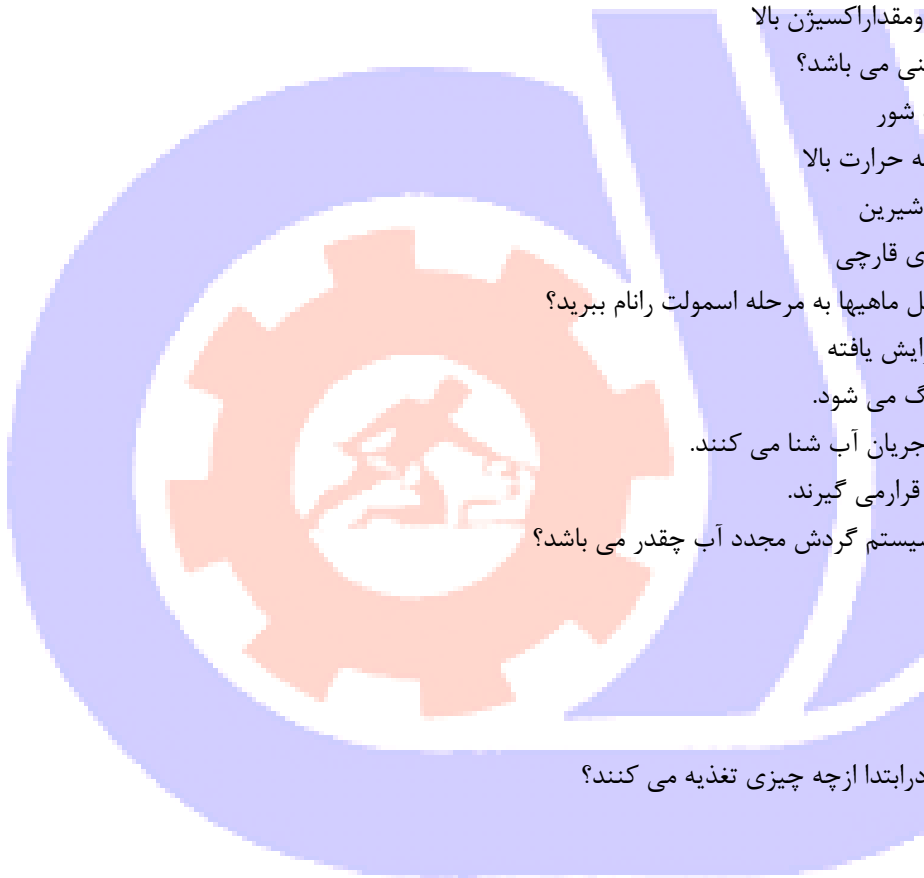 ومقداراکسیژن بالا
می باشد؟
شور
حرارت بالا
شیرین
قارچی
ماهیها به مرحله اسمولت رانام ببرید؟
یافته
می شود.
جریان آب شنا می کنند.
قرارمی گیرند.
سیستم گردش مجدد آب چقدر می باشد؟
درابتدا ازچه چیزی تغذیه می کنند؟